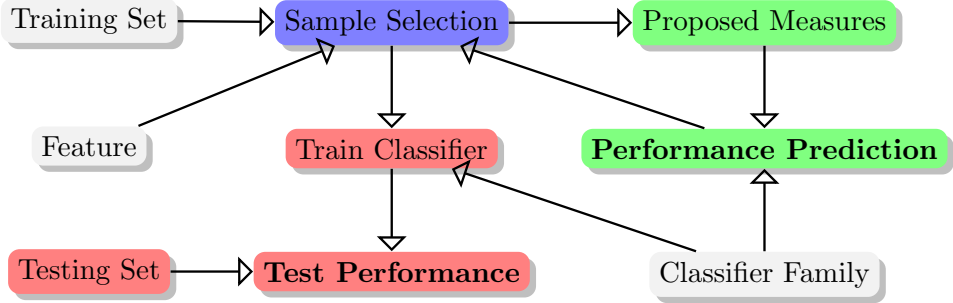 Training Set
Sample Selection
Proposed Measures
Feature
Train Classifier
Performance Prediction
Testing Set
Test Performance
Classifier Family